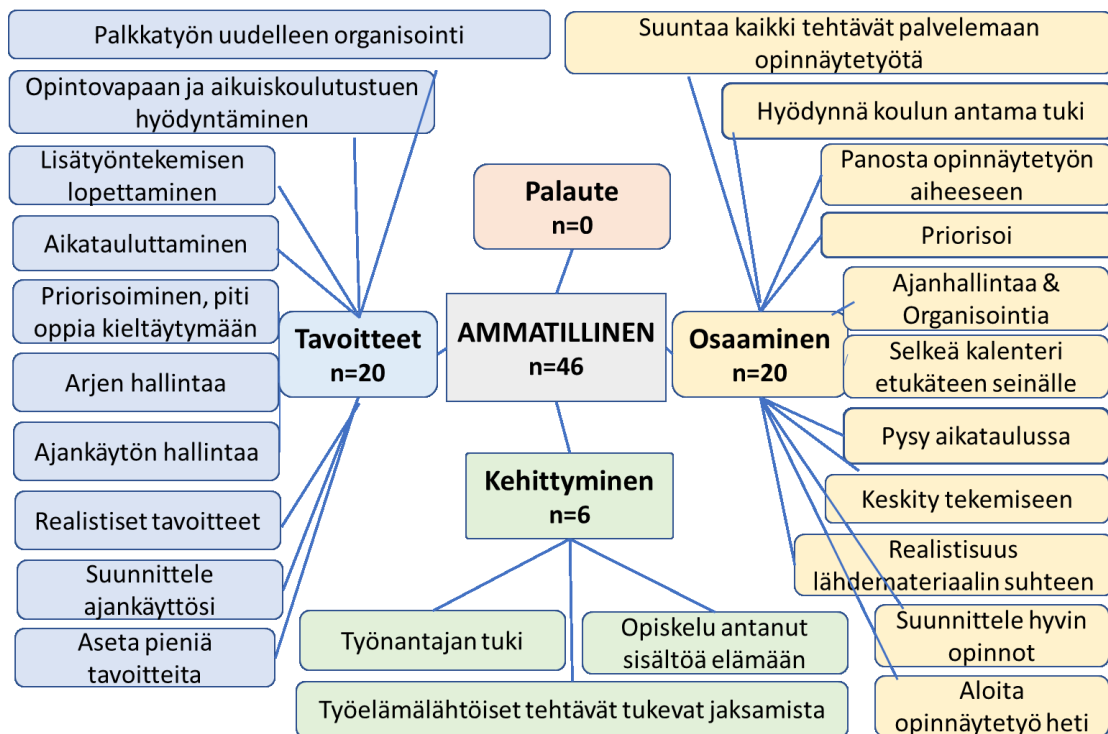 Palkkatyön uudelleen organisointi
Opintovapaan ja aikuiskoulutustuen
hyödyntäminen
Lisätyöntekemisen
lopettaminen
Aikatauluttaminen
Priorisoiminen, piti
oppia kieltäytymään
Arjen hallintaa
Ajankäytön hallintaa
Realistiset tavoitteet
Suunnittele
ajankäyttösi
Aseta pieniä
tavoitteita
Tavoitteet
n=20
Palaute
n=0
AMMATILLINEN
n=46
Kehittyminen
n=6
Työnantajan tuki
Opiskelu antanut
sisältöä elämään
Työelämälähtöiset tehtävät tukevat jaksamista
Osaaminen
n=20
Suuntaa kaikki tehtävät palvelemaan
opinnäytetyötä
Hyödynnä koulun antama tuki
Panosta opinnäytetyön
aiheeseen
Priorisoi
Ajanhallintaa &
Organisointia
Selkeä kalenteri
etukäteen seinälle
Pysy aikataulussa
Keskity tekemiseen
Realistisuus
lähdemateriaalin suhteen
Suunnittele hyvin
opinnot
Aloita
opinnäytetyö heti